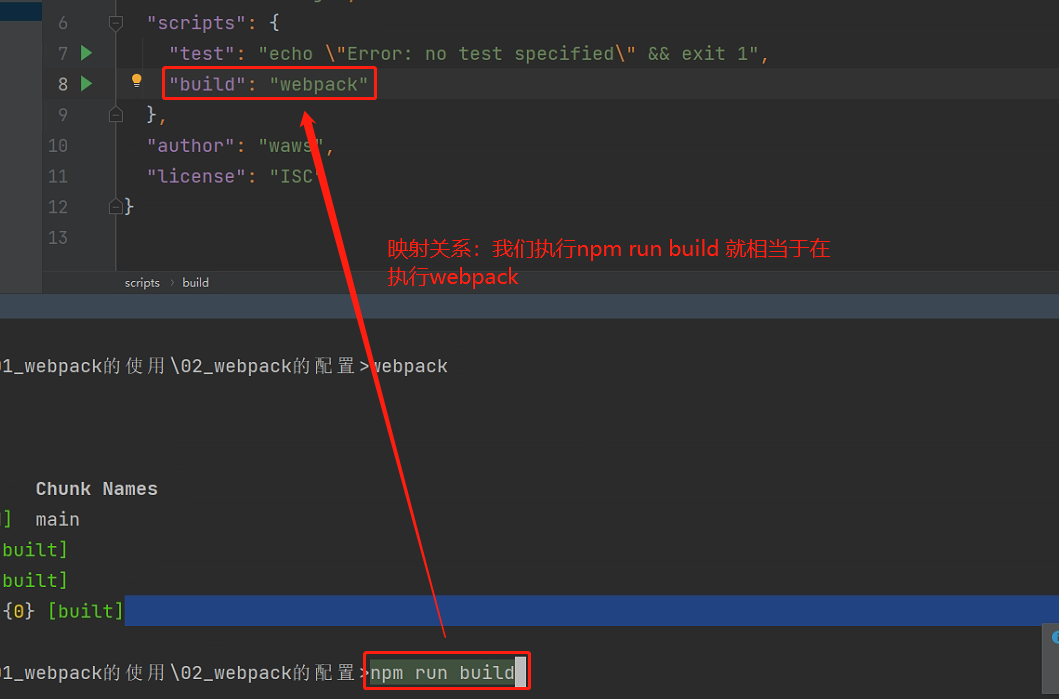 6 "scripts": {
7 "test": "echo \"Error: no test specified\" && exit 1",
8 "build": "webpack"
9 },
10 "author": "waws",
11 "license": "ISC"
12 }
13
映射关系：我们执行npm run build 就相当于在
执行webpack
scripts › build
01_webpack的使用\02_webpack的配置>webpack
Chunk Names
] main
built]
built]
{0} [built]
01_webpack的使用\02_webpack的配置>npm run build